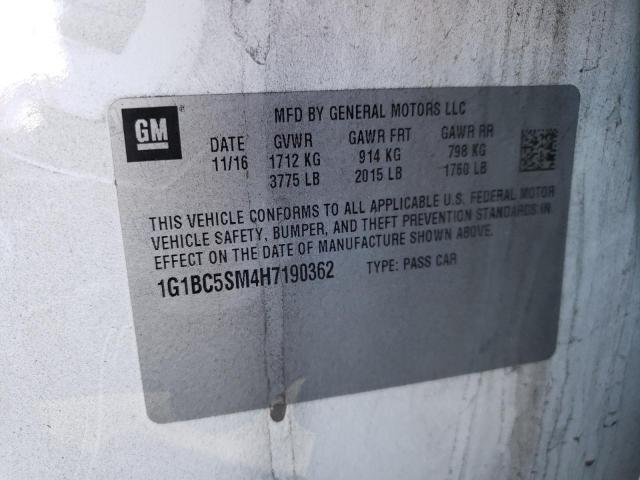 GM
MFD BY GENERAL MOTORS LLC
DATE GVWR GAWR FRT GAWR RR
11/16 1712 KG 914 KG 798 KG
3775 LB 2015 LB 1760 LB
THIS VEHICLE CONFORMS TO ALL APPLICABLE U.S. FEDERAL MOTOR
VEHICLE SAFETY, BUMPER, AND THEFT PREVENTION STANDARDS IN
EFFECT ON THE DATE OF MANUFACTURE SHOWN ABOVE.
1G1BC5SM4H7190362 TYPE: PASS CAR